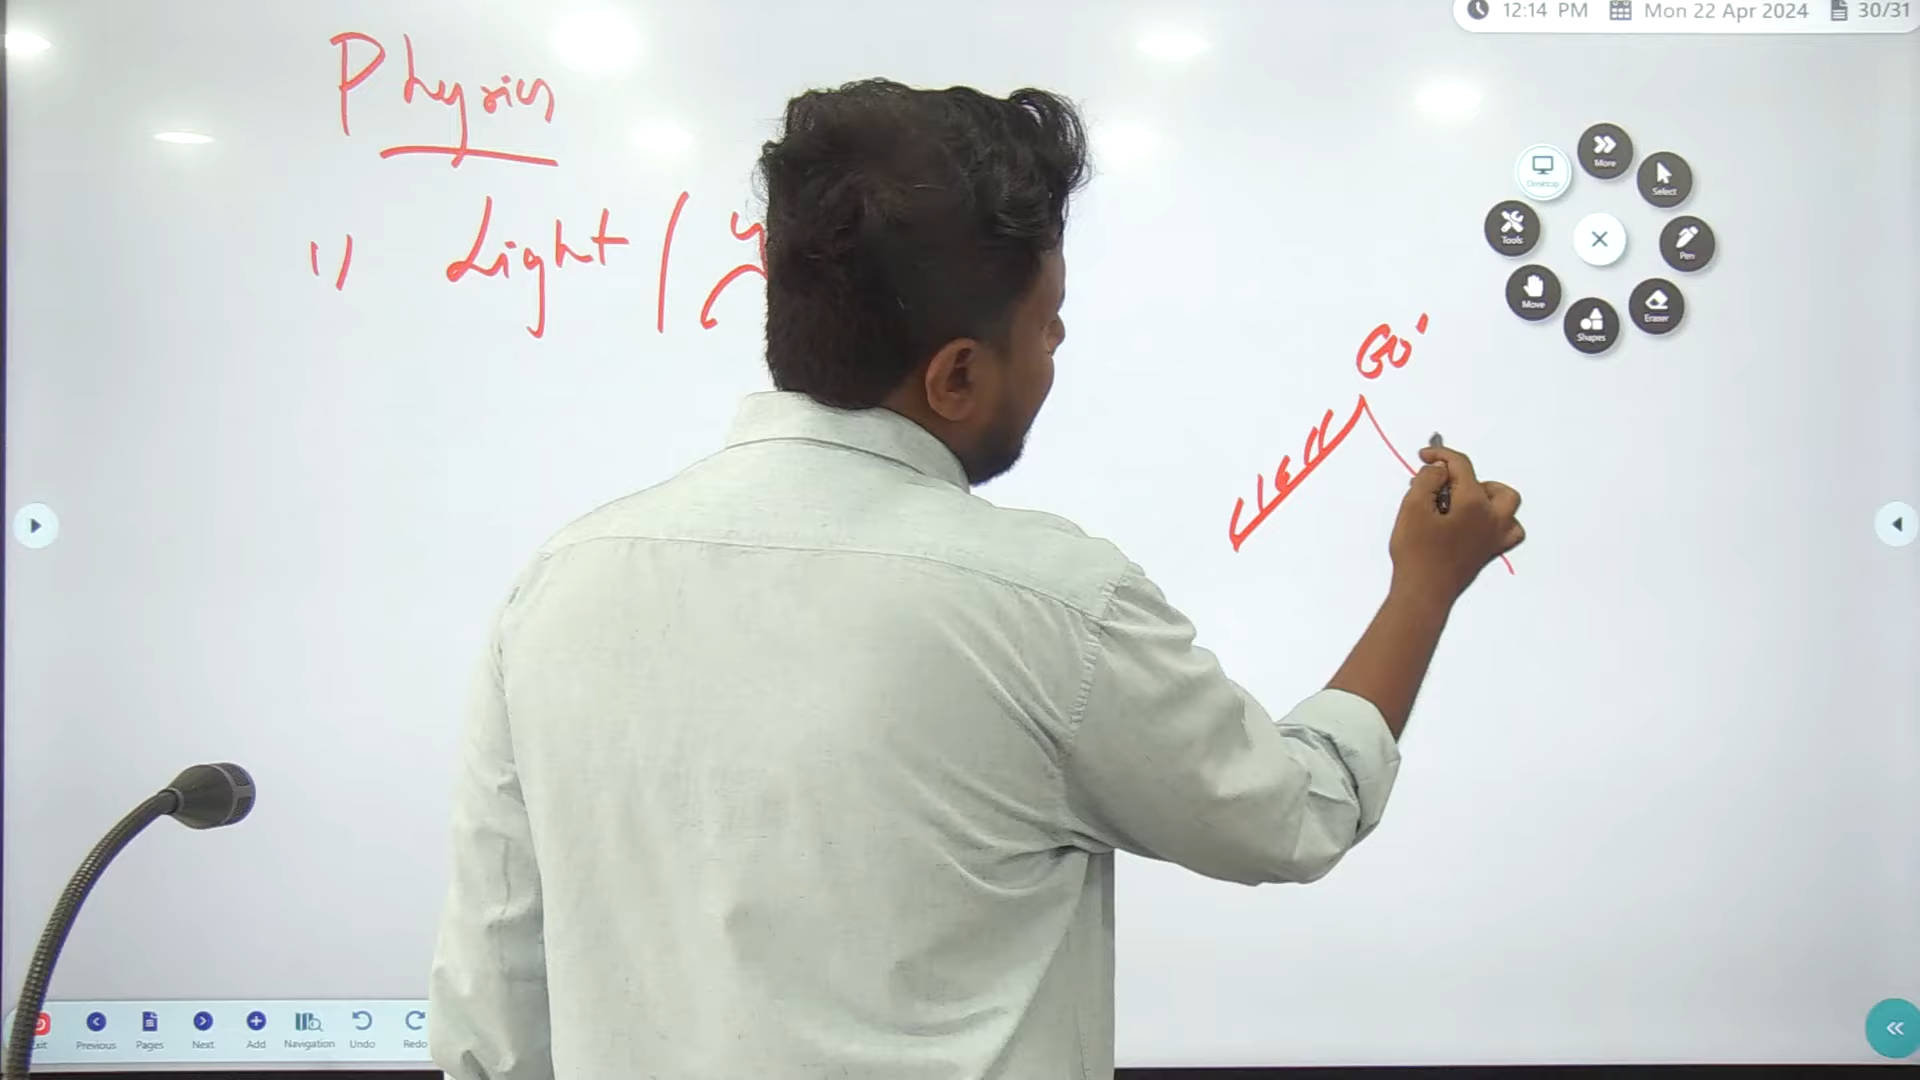 12:14 PM Mon 22 Apr 2024 30/31
Physics
1) Light (
60°
More
Desktop
Select
Tools
Pen
Move
Eraser
Shapes
Previous Pages Next Add Navigation Undo Redo